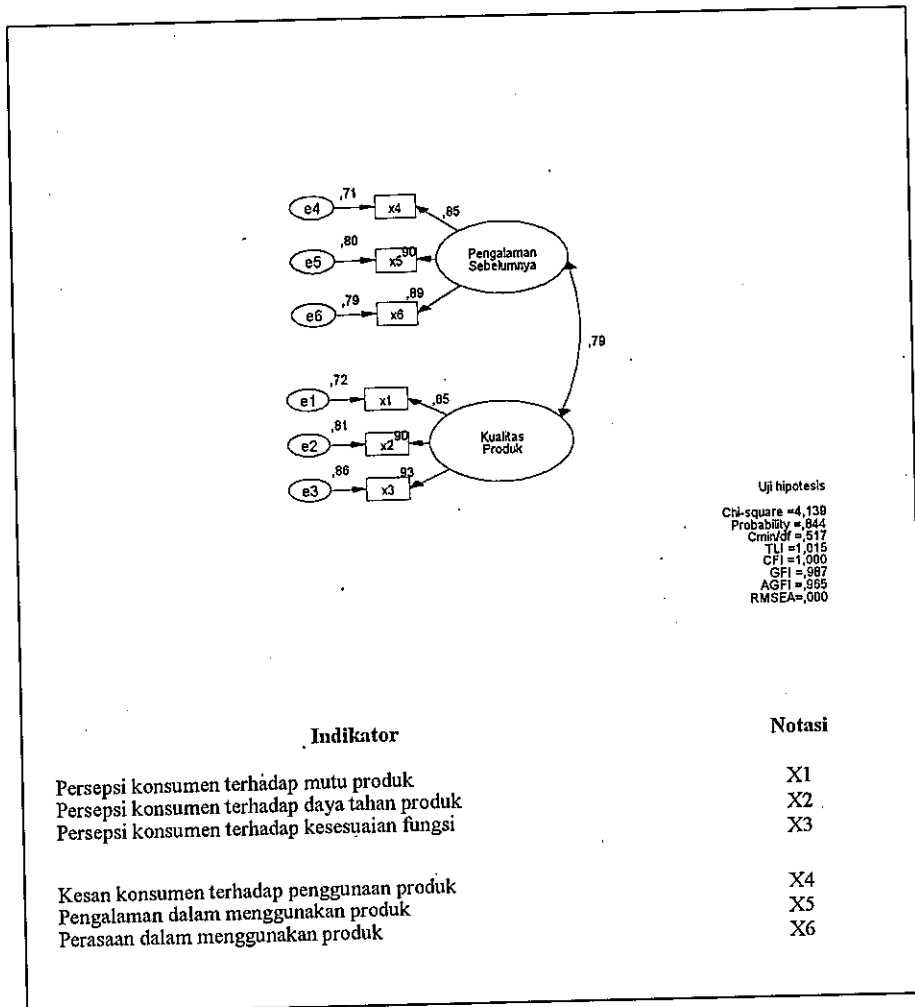 ,71
e4
x4
,85
,80
e5
x5
,90
Pengalaman
Sebelumnya
,79
e6
x6
,89
,79
,72
e1
x1
,85
,81
e2
x2
,90
Kualitas
Produk
,86
e3
x3
,93
Uji hipotesis
Chi-square =4,139
Probability =,844
Cmin/df =,517
TLI =1,015
CFI =1,000
GFI =,987
AGFI =,965
RMSEA=,000
Indikator Notasi
Persepsi konsumen terhadap mutu produk X1
Persepsi konsumen terhadap daya tahan produk X2
Persepsi konsumen terhadap kesesuaian fungsi X3
Kesan konsumen terhadap penggunaan produk X4
Pengalaman dalam menggunakan produk X5
Perasaan dalam menggunakan produk X6